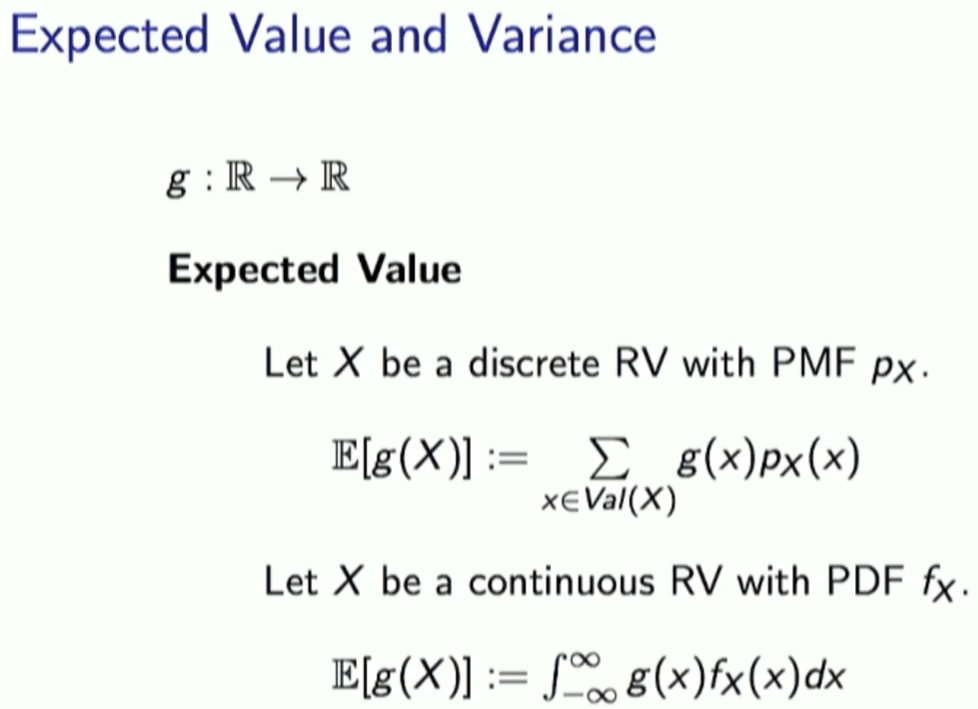 Expected Value and Variance
g : ℝ → ℝ
Expected Value
Let X be a discrete RV with PMF p_X.
𝔼[g(X)] := ∑_{x∈Val(X)} g(x)p_X(x)
Let X be a continuous RV with PDF f_X.
𝔼[g(X)] := ∫_{-∞}^{∞} g(x)f_X(x)dx